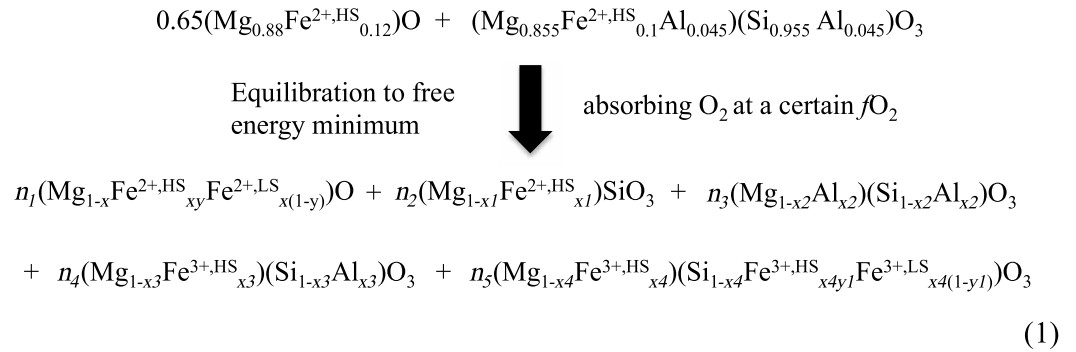 0.65(Mg0.88Fe2+,HS0.12)O + (Mg0.855Fe2+,HS0.1Al0.045)(Si0.955 Al0.045)O3
Equilibration to free energy minimum
absorbing O2 at a certain fO2
n1(Mg1-xFe2+,HSxyFe2+,LSx(1-y))O + n2(Mg1-x1Fe2+,HSx1)SiO3 + n3(Mg1-x2Alx2)(Si1-x2Alx2)O3
+ n4(Mg1-x3Fe3+,HSx3)(Si1-x3Alx3)O3 + n5(Mg1-x4Fe3+,HSx4)(Si1-x4Fe3+,HSx4y1Fe3+,LSx4(1-y1))O3
(1)